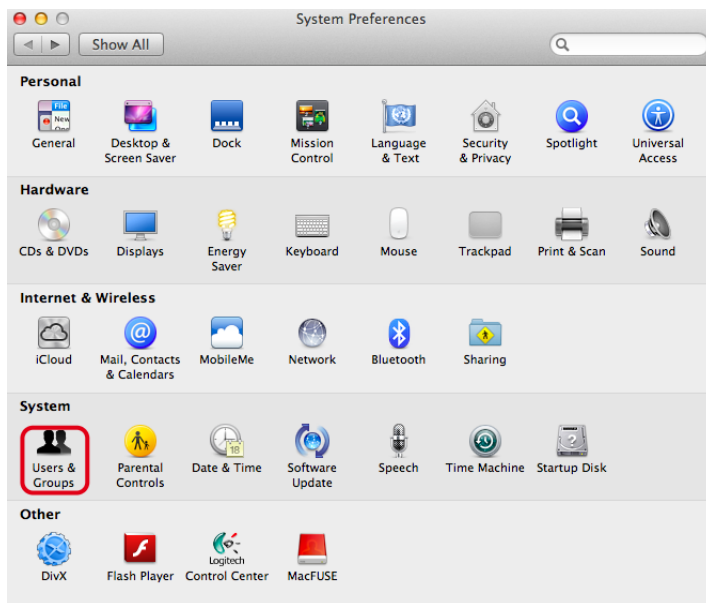 System Preferences
Show All
Personal
File
New
General
Desktop &
Screen Saver
Dock
Mission
Control
Language
& Text
Security
& Privacy
Spotlight
Universal
Access
Hardware
CDs & DVDs
Displays
Energy
Saver
Keyboard
Mouse
Trackpad
Print & Scan
Sound
Internet & Wireless
iCloud
@
Mail, Contacts
& Calendars
MobileMe
Network
Bluetooth
Sharing
System
Users &
Groups
Parental
Controls
18
Date & Time
Software
Update
Speech
Time Machine
?
Startup Disk
Other
DivX
Flash Player
Logitech
Control Center
MacFUSE